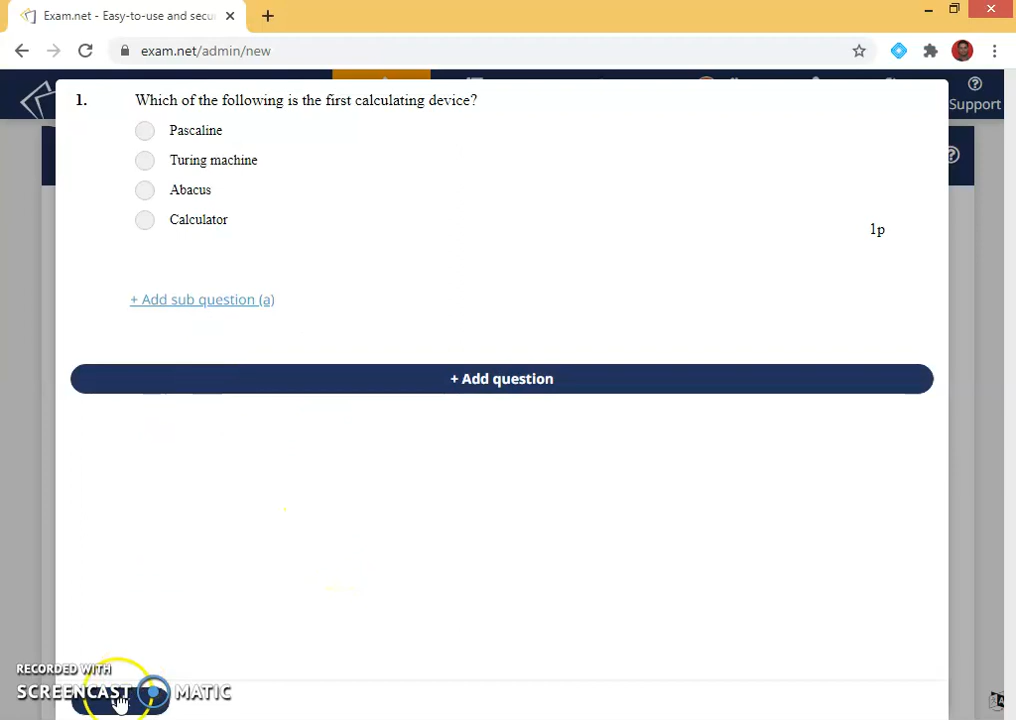 Exam.net - Easy-to-use and secu
exam.net/admin/new
Support
1. Which of the following is the first calculating device?
Pascaline
Turing machine
Abacus
Calculator
1p
+ Add sub question (a)
+ Add question
RECORDED WITH
SCREENCAST MATIC